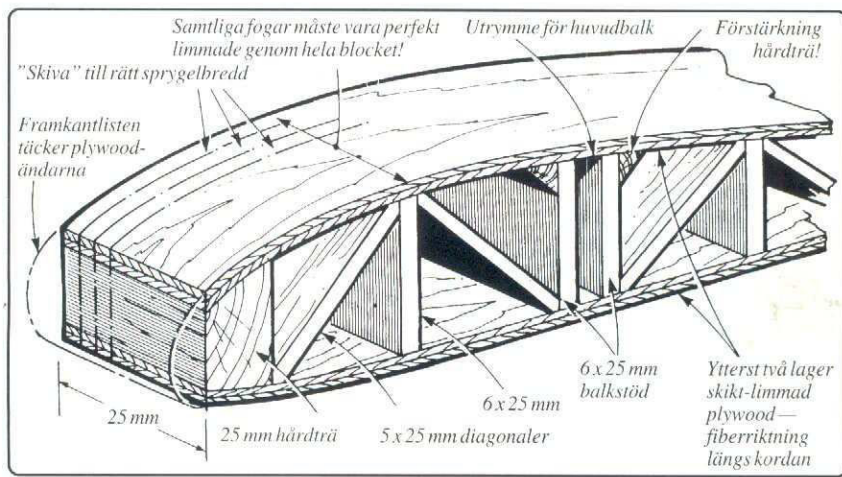 Samtliga fogar måste vara perfekt
limmade genom hela blocket!
Utrymme för huvudbalk
Förstärkning
hårdträ!
"Skiva" till rätt sprygelbredd
Framkantlisten
täcker plywood-
ändarna
25 mm
25 mm hårdträ
5 x 25 mm diagonaler
6 x 25 mm
6 x 25 mm
balkstöd
Ytterst två lager
skikt-limmad
plywood —
fiberriktning
längs kordan